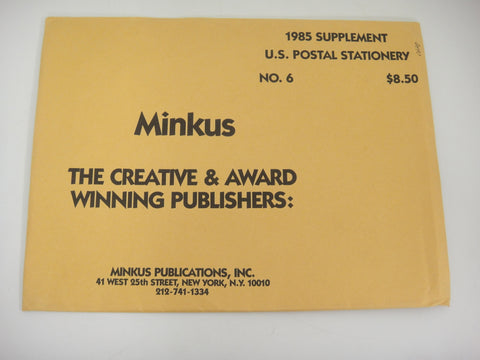 1985 SUPPLEMENT
U.S. POSTAL STATIONERY
NO. 6 $8.50
Minkus
THE CREATIVE & AWARD
WINNING PUBLISHERS:
MINKUS PUBLICATIONS, INC.
41 WEST 25th STREET, NEW YORK, N.Y. 10010
212-741-1334